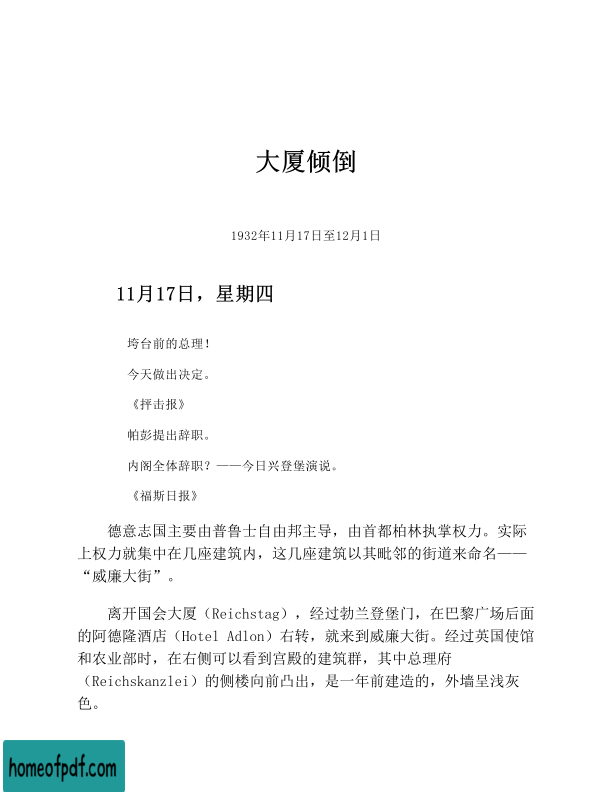 大厦倾倒
1932年11月17日至12月1日
11月17日，星期四
垮台前的总理！
今天做出决定。
《抨击报》
帕彭提出辞职。
内阁全体辞职？——今日兴登堡演说。
《福斯日报》
德意志国主要由普鲁士自由邦主导，由首都柏林执掌权力。实际
上权力就集中在几座建筑内，这几座建筑以其毗邻的街道来命名——
“威廉大街”。
离开国会大厦（Reichstag），经过勃兰登堡门，在巴黎广场后面
的阿德隆酒店（Hotel Adlon）右转，就来到威廉大街。经过英国使馆
和农业部时，在右侧可以看到宫殿的建筑群，其中总理府
（Reichskanzlei）的侧楼向前凸出，是一年前建造的，外墙呈浅灰
色。
homeofpdf.com